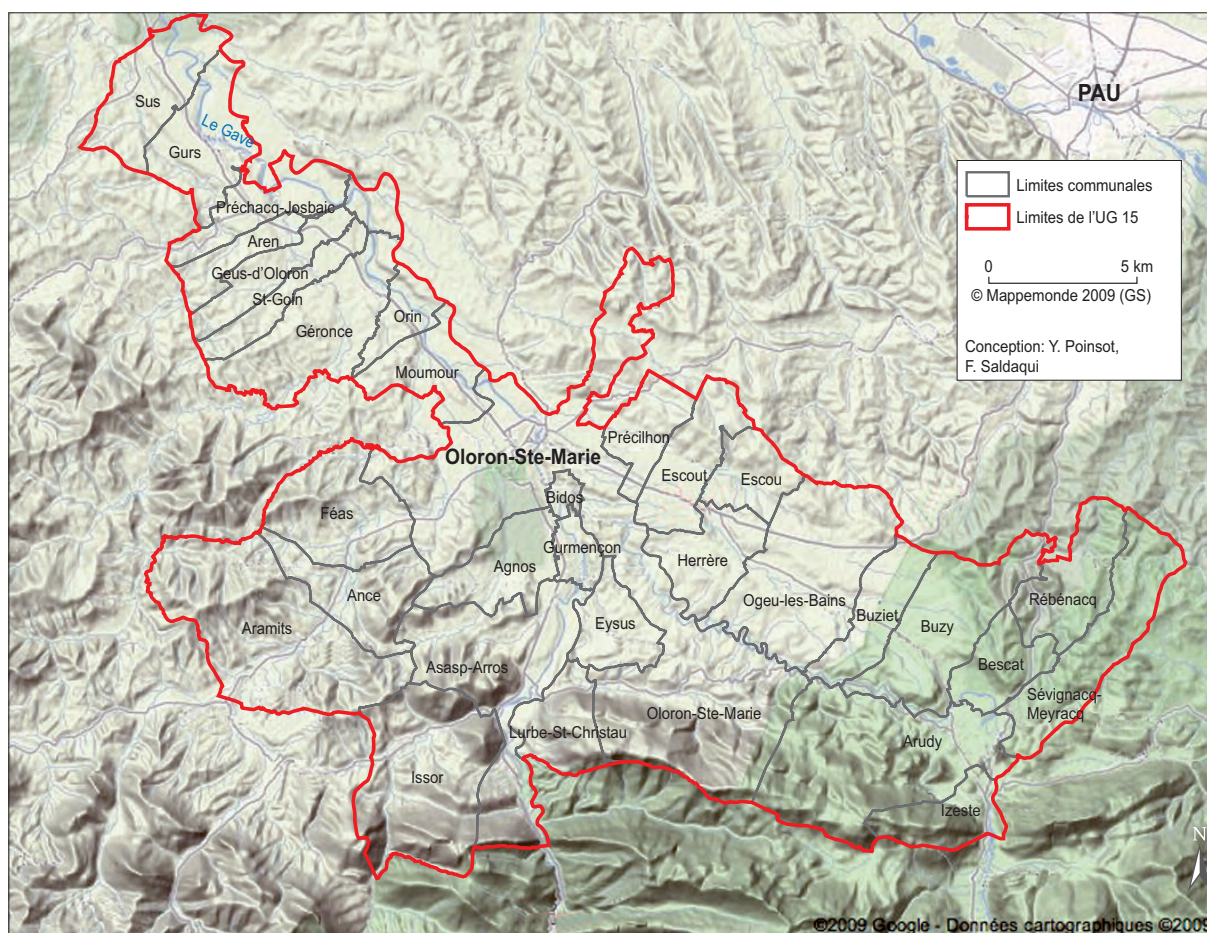 PAU
Limites communales
Limites de l'UG 15
0 5 km
© Mappemonde 2009 (GS)
Conception: Y. Poinsot,
F. Saldaqui
Sus
Le Gave
Gurs
Préchacq-Josbaic
Aren
Geus-d'Oloron
St-Goin
Géronce
Orin
Moumour
Oloron-Ste-Marie
Précilhon
Escout
Escou
Bidos
Féas
Gurmençon
Agnos
Herrère
Ance
Ogeu-les-Bains
Buziet
Buzy
Rébénacq
Aramits
Eysus
Bescat
Asasp-Arros
Sévignacq-
Meyracq
Oloron-Ste-Marie
Lurbe-St-Christau
Arudy
Issor
Izeste
N
©2009 Google - Données cartographiques ©2009